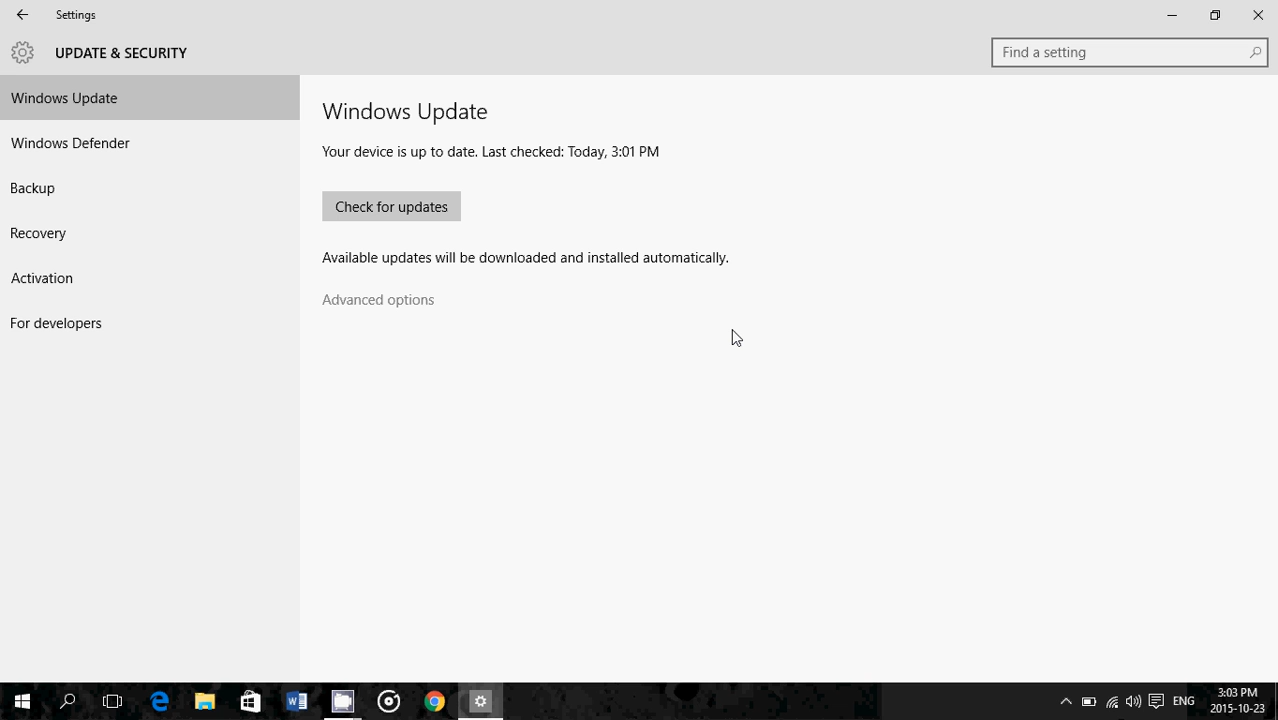 Settings
UPDATE & SECURITY
Find a setting
Windows Update
Windows Defender
Backup
Recovery
Activation
For developers
Windows Update
Your device is up to date. Last checked: Today, 3:01 PM
Check for updates
Available updates will be downloaded and installed automatically.
Advanced options
ENG
3:03 PM
2015-10-23